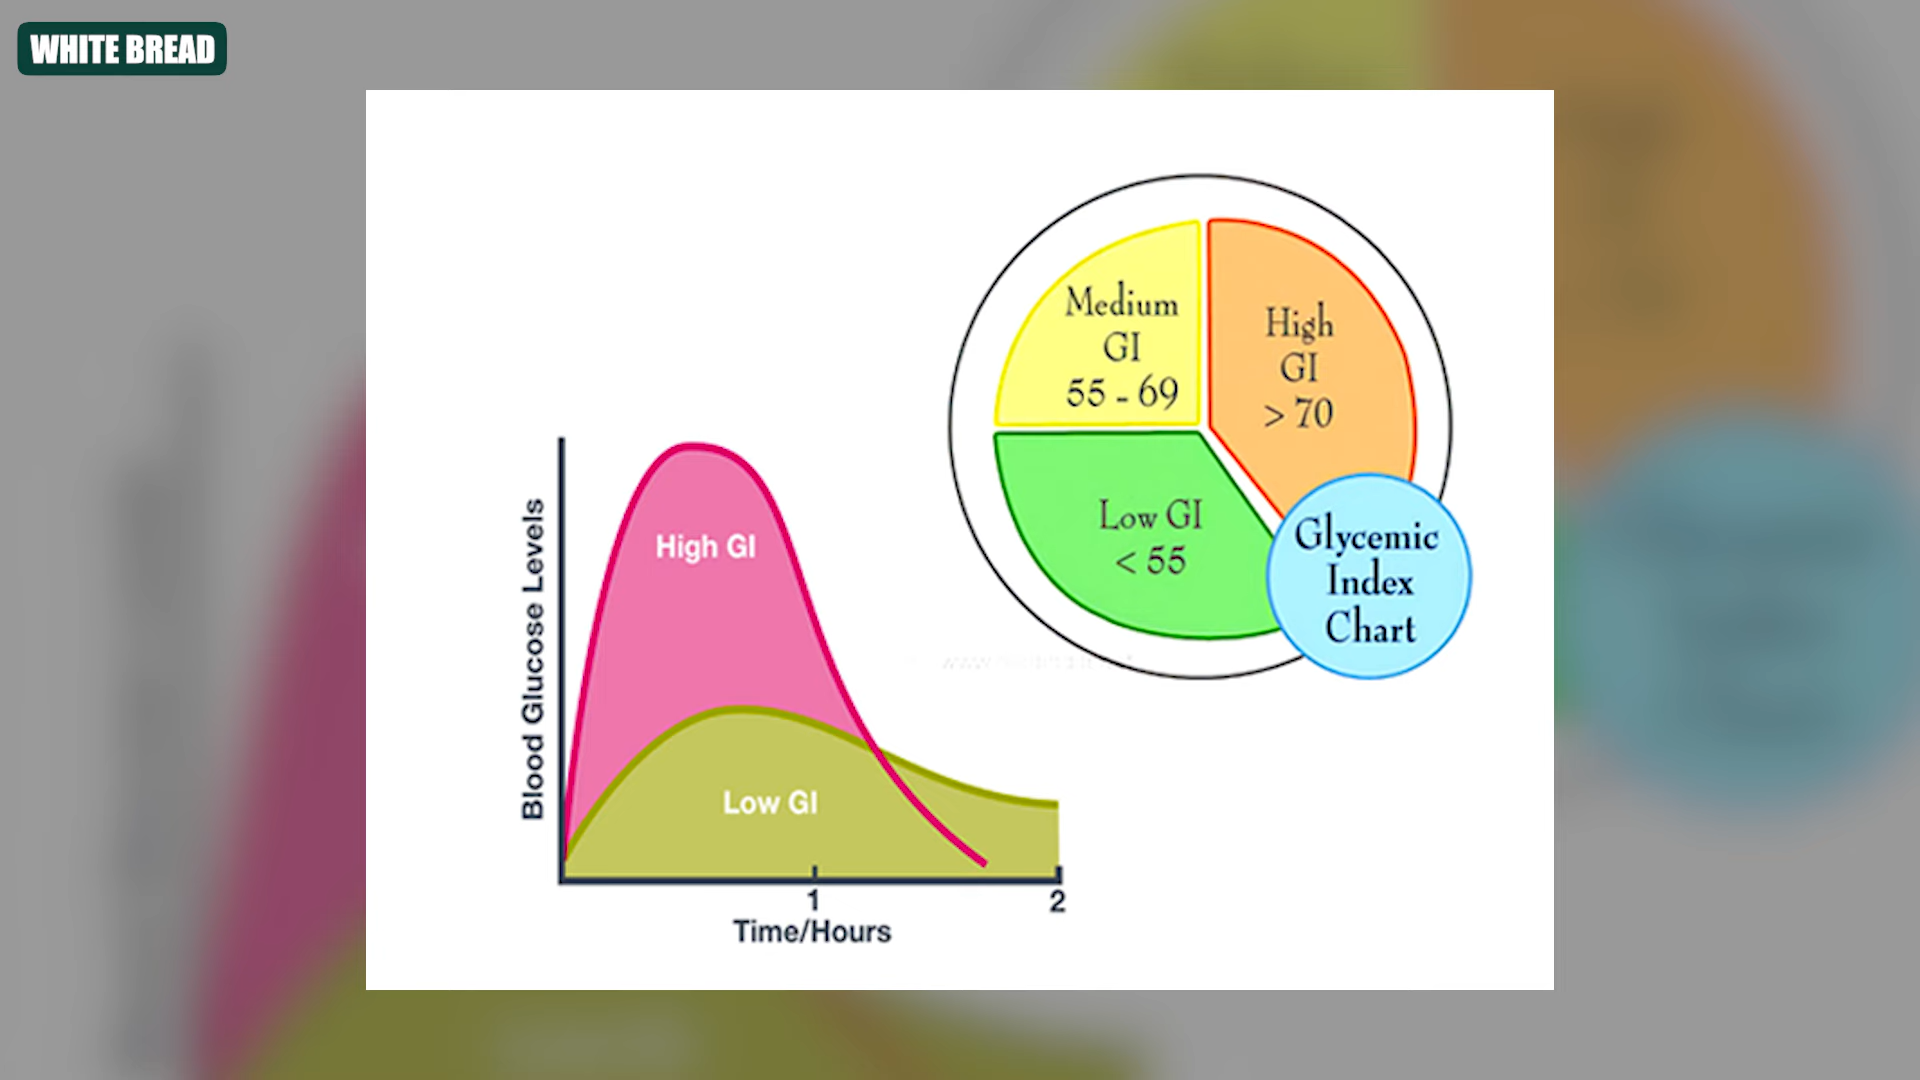 WHITE BREAD
Medium
GI
55 - 69
High
GI
> 70
Low GI
< 55
Glycemic
Index
Chart
Blood Glucose Levels
High GI
Low GI
1
2
Time/Hours